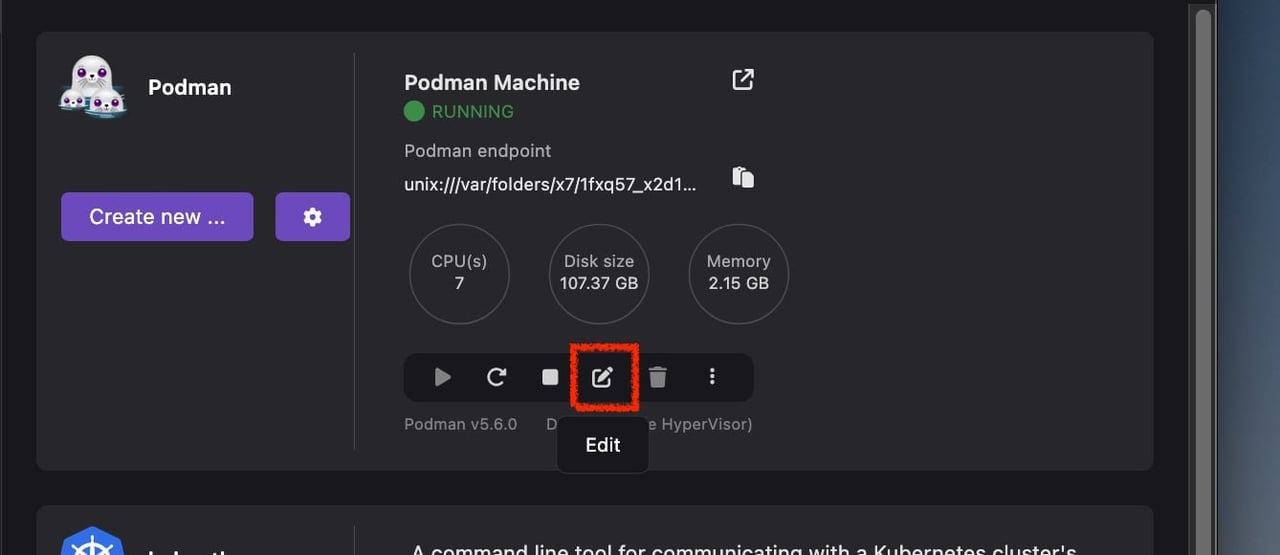 Podman
Create new ...
Podman Machine
RUNNING
Podman endpoint
unix:///var/folders/x7/1fxq57_x2d1...
CPU(s)
7
Disk size
107.37 GB
Memory
2.15 GB
Podman v5.6.0
HyperVisor)
Edit
A command line tool for communicating with a Kubernetes cluster's